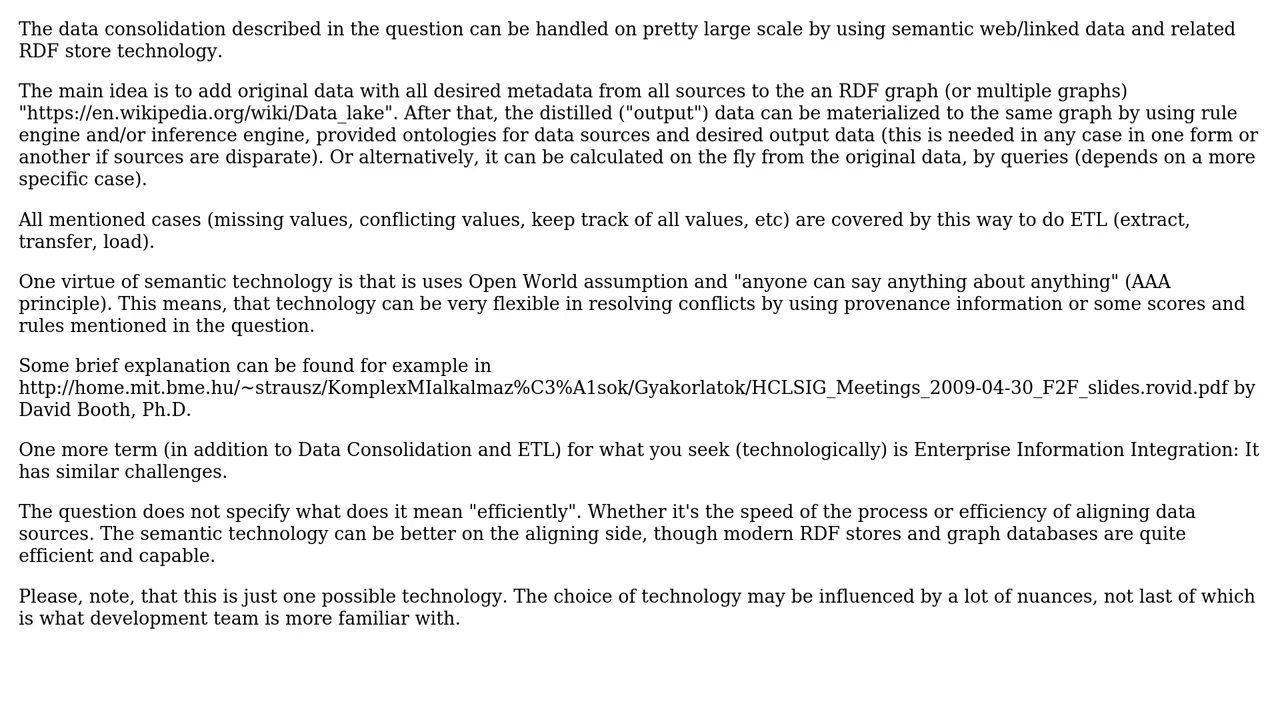 The data consolidation described in the question can be handled on pretty large scale by using semantic web/linked data and related
RDF store technology.
The main idea is to add original data with all desired metadata from all sources to the an RDF graph (or multiple graphs)
"https://en.wikipedia.org/wiki/Data_lake". After that, the distilled ("output") data can be materialized to the same graph by using rule
engine and/or inference engine, provided ontologies for data sources and desired output data (this is needed in any case in one form or
another if sources are disparate). Or alternatively, it can be calculated on the fly from the original data, by queries (depends on a more
specific case).
All mentioned cases (missing values, conflicting values, keep track of all values, etc) are covered by this way to do ETL (extract,
transfer, load).
One virtue of semantic technology is that is uses Open World assumption and "anyone can say anything about anything" (AAA
principle). This means, that technology can be very flexible in resolving conflicts by using provenance information or some scores and
rules mentioned in the question.
Some brief explanation can be found for example in
http://home.mit.bme.hu/~strausz/KomplexMIalkalmaz%C3%A1sok/Gyakorlatok/HCLSIG_Meetings_2009-04-30_F2F_slides.rovid.pdf by
David Booth, Ph.D.
One more term (in addition to Data Consolidation and ETL) for what you seek (technologically) is Enterprise Information Integration: It
has similar challenges.
The question does not specify what does it mean "efficiently". Whether it's the speed of the process or efficiency of aligning data
sources. The semantic technology can be better on the aligning side, though modern RDF stores and graph databases are quite
efficient and capable.
Please, note, that this is just one possible technology. The choice of technology may be influenced by a lot of nuances, not last of which
is what development team is more familiar with.